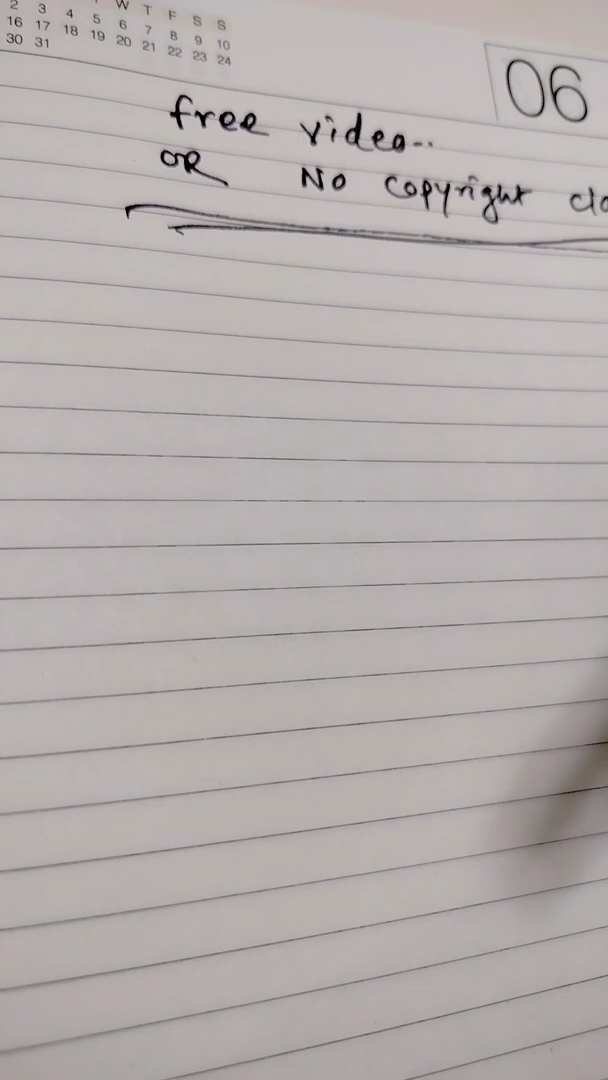 W T F S S
2 3 4 5 6 7 8 9 10
16 17 18 19 20 21 22 23 24
30 31
06
free video..
OR No copyright